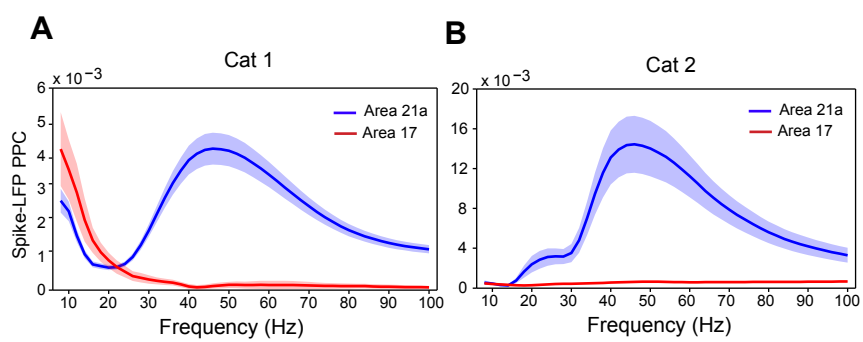 A
Cat 1
x 10⁻³
6
5
4
3
2
1
0
Spike-LFP PPC
Area 21a
Area 17
10 20 30 40 50 60 70 80 90 100
Frequency (Hz)
B
Cat 2
x 10⁻³
20
16
12
8
4
0
Area 21a
Area 17
10 20 30 40 50 60 70 80 90 100
Frequency (Hz)